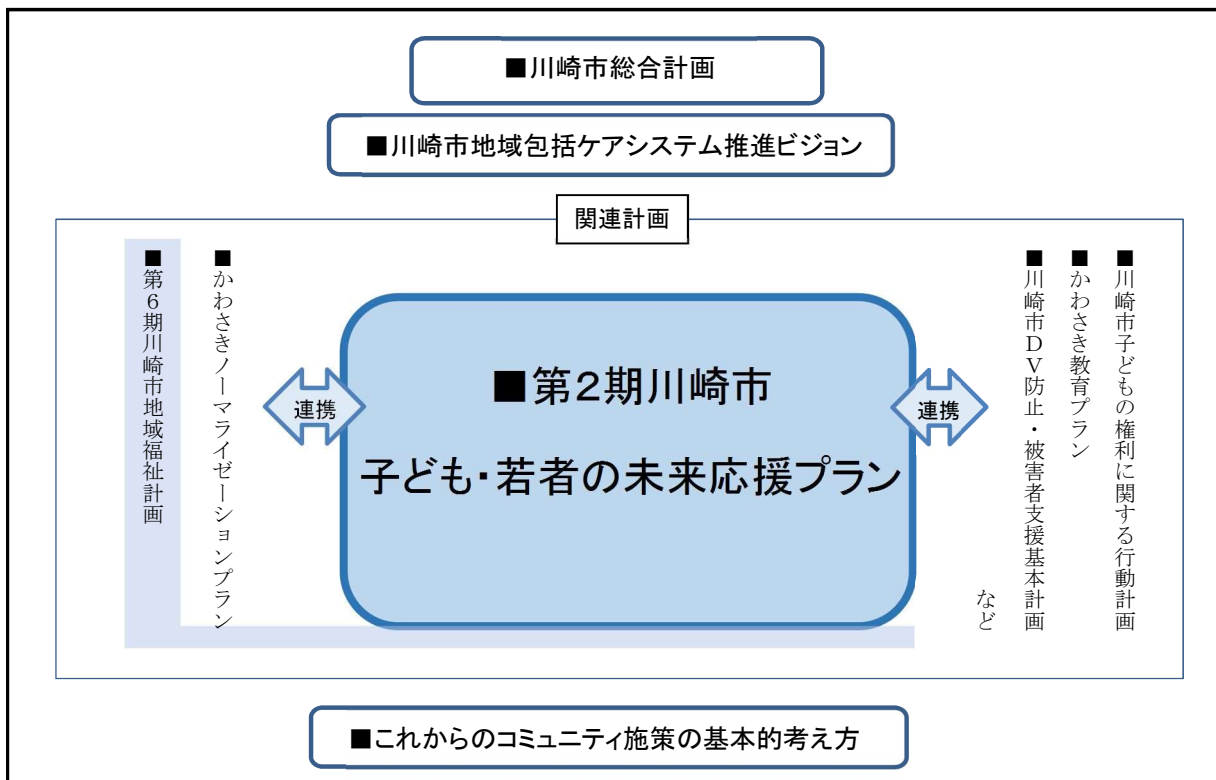 ■川崎市総合計画
■川崎市地域包括ケアシステム推進ビジョン
関連計画
■第6期川崎市地域福祉計画
■かわさきノーマライゼーションプラン
連携
■第2期川崎市
子ども・若者の未来応援プラン
連携
■川崎市子どもの権利に関する行動計画
■かわさき教育プラン
■川崎市DV防止・被害者支援基本計画
など
■これからのコミュニティ施策の基本的考え方